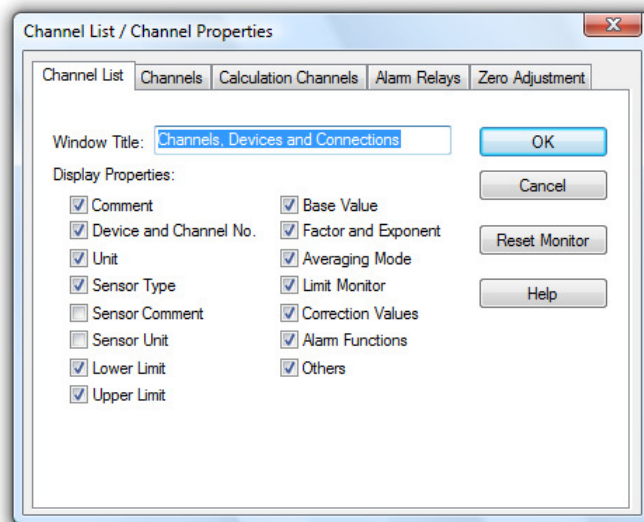 Channel List / Channel Properties
Channel List Channels Calculation Channels Alarm Relays Zero Adjustment
Window Title: Channels, Devices and Connections OK
Display Properties: Cancel
Comment Base Value
Device and Channel No. Factor and Exponent Reset Monitor
Unit Averaging Mode
Sensor Type Limit Monitor Help
Sensor Comment Correction Values
Sensor Unit Alarm Functions
Lower Limit Others
Upper Limit